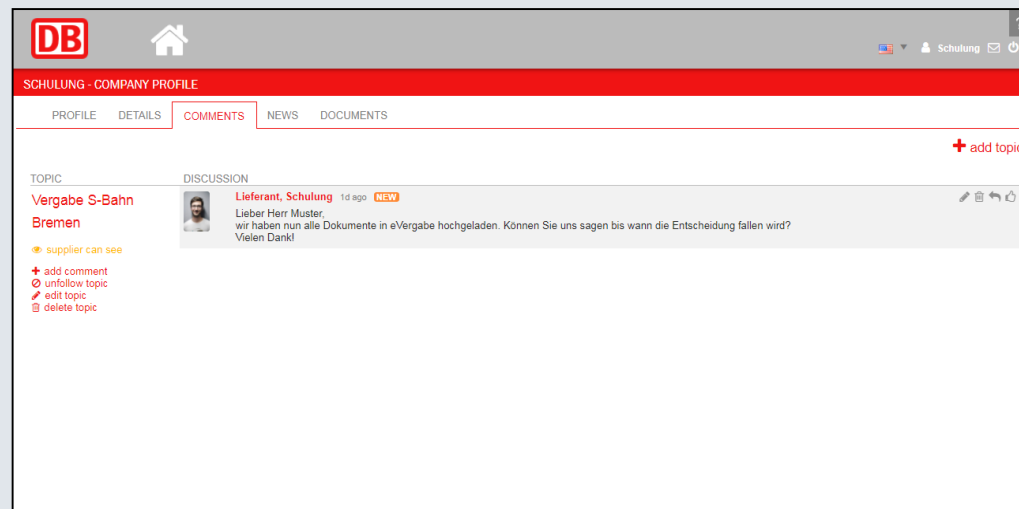 DB
Schulung
SCHULUNG - COMPANY PROFILE
PROFILE DETAILS COMMENTS NEWS DOCUMENTS
add topic
TOPIC DISCUSSION
Vergabe S-Bahn
Bremen
supplier can see
add comment
unfollow topic
edit topic
delete topic
Lieferant, Schulung 1d ago NEW
Lieber Herr Muster,
wir haben nun alle Dokumente in eVergabe hochgeladen. Können Sie uns sagen bis wann die Entscheidung fallen wird?
Vielen Dank!